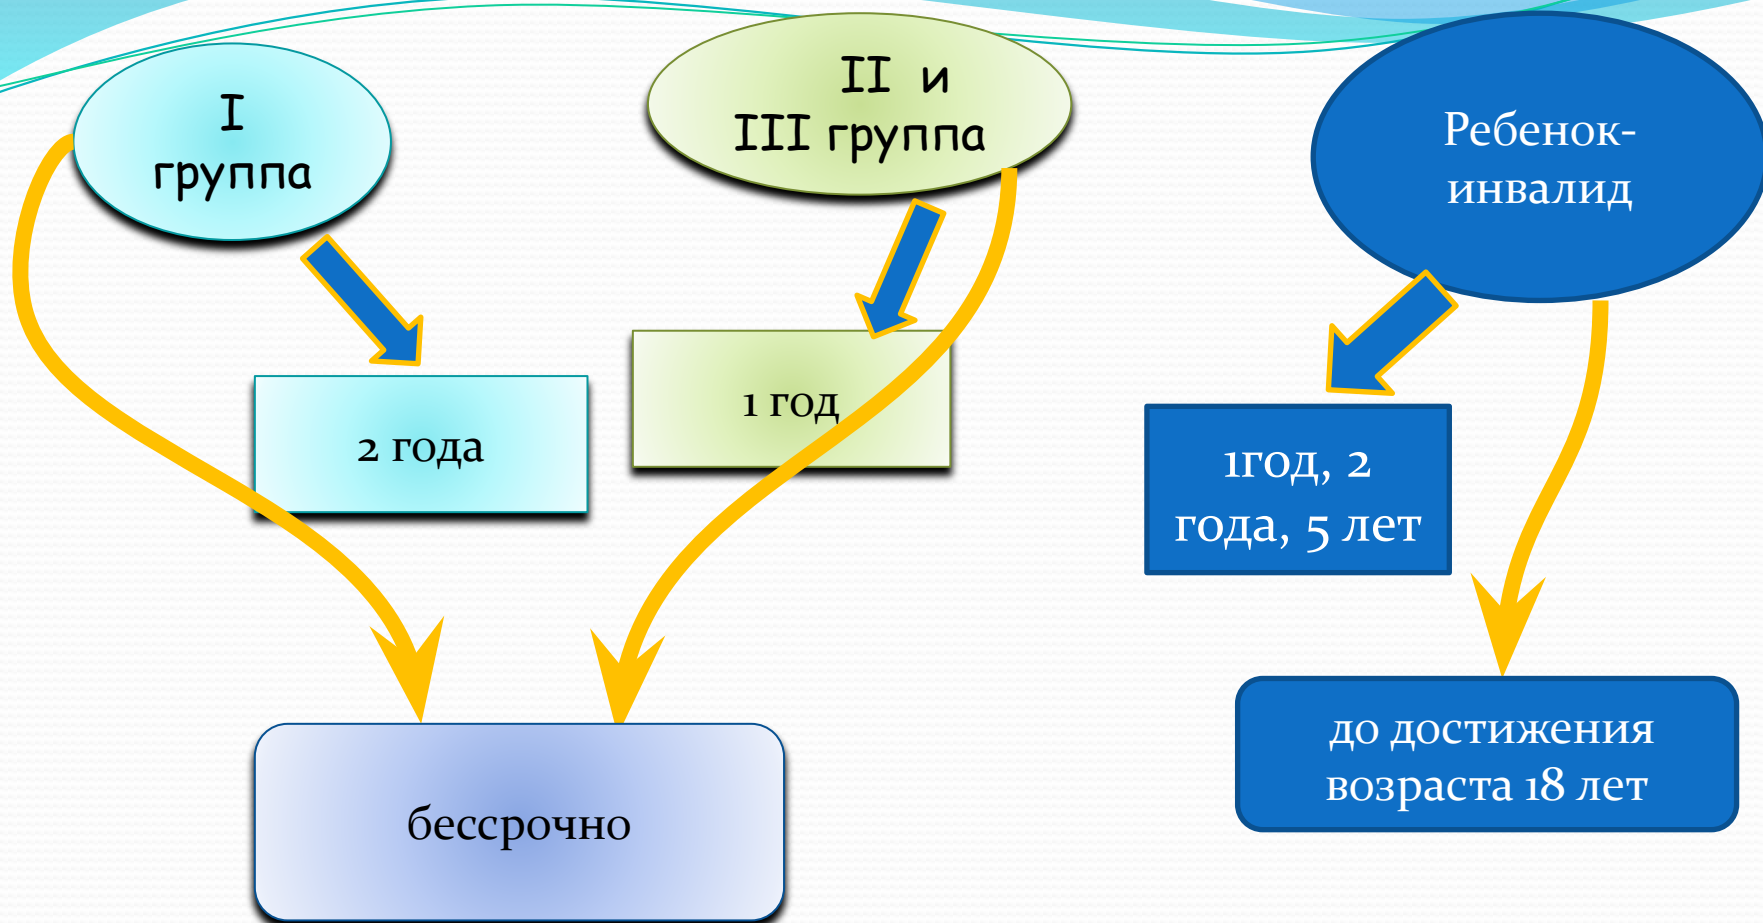 I
группа
II и
III группа
Ребенок-
инвалид
2 года
1 год
1год, 2
года, 5 лет
бессрочно
до достижения
возраста 18 лет